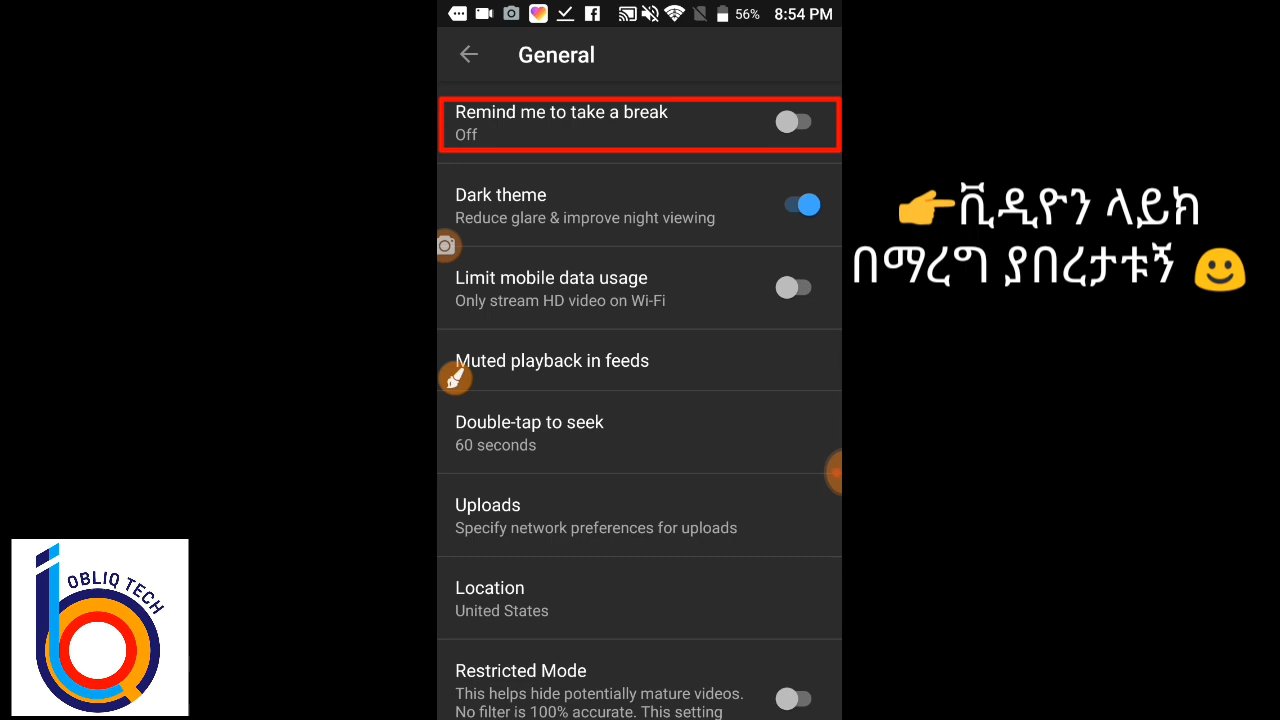 56% 8:54 PM
General
Remind me to take a break
Off
Dark theme
Reduce glare & improve night viewing
Limit mobile data usage
Only stream HD video on Wi-Fi
Muted playback in feeds
Double-tap to seek
60 seconds
Uploads
Specify network preferences for uploads
Location
United States
Restricted Mode
This helps hide potentially mature videos.
No filter is 100% accurate. This setting
👉ቪዲዮን ላይክ
በማረግ ያበረታቱኝ 🙂
OBLIQ TECH